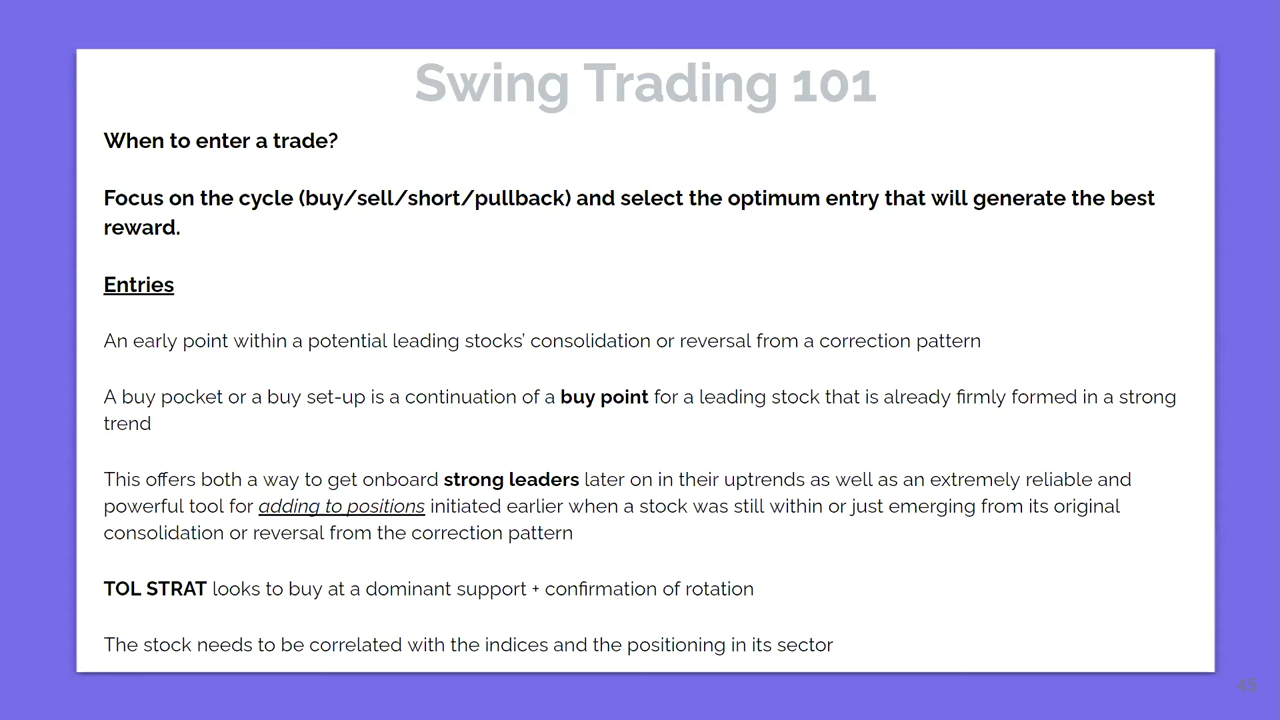 Swing Trading 101
When to enter a trade?
Focus on the cycle (buy/sell/short/pullback) and select the optimum entry that will generate the best
reward.
Entries
An early point within a potential leading stocks’ consolidation or reversal from a correction pattern
A buy pocket or a buy set-up is a continuation of a buy point for a leading stock that is already firmly formed in a strong
trend
This offers both a way to get onboard strong leaders later on in their uptrends as well as an extremely reliable and
powerful tool for adding to positions initiated earlier when a stock was still within or just emerging from its original
consolidation or reversal from the correction pattern
TOL STRAT looks to buy at a dominant support + confirmation of rotation
The stock needs to be correlated with the indices and the positioning in its sector
45